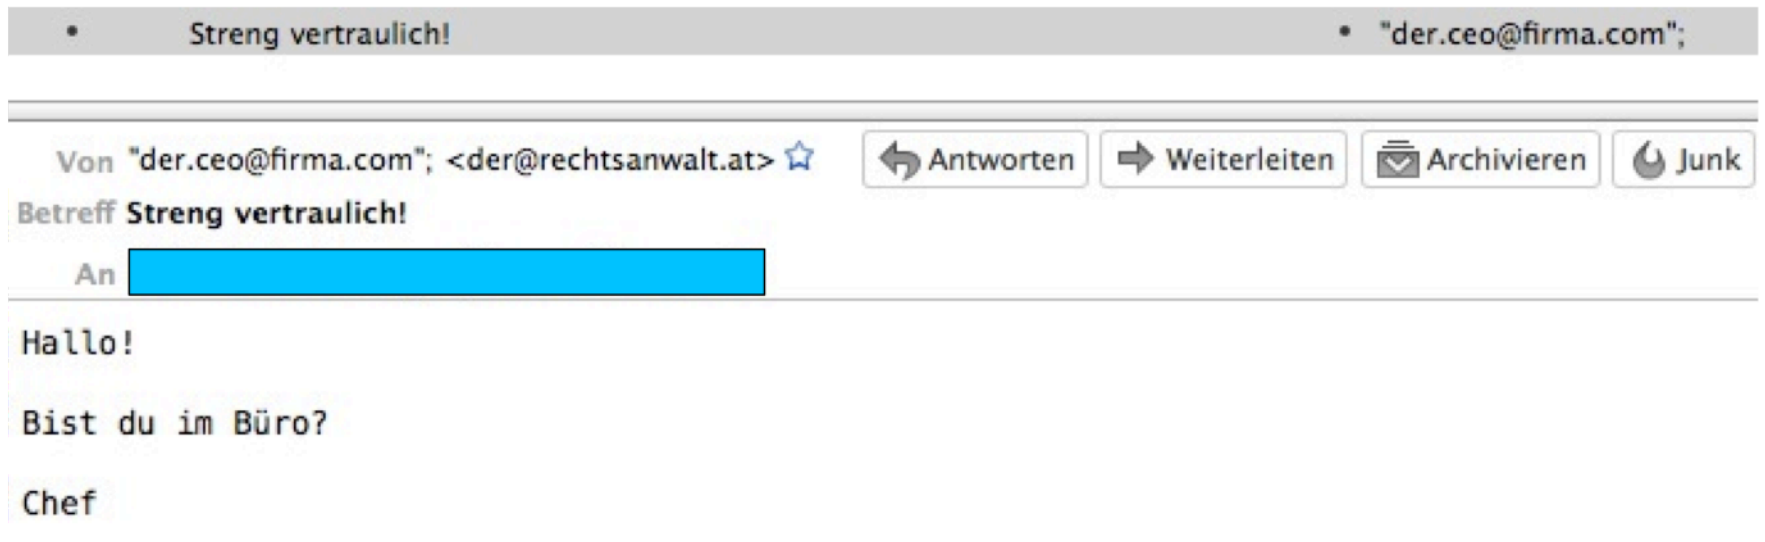 • Streng vertraulich! • "der.ceo@firma.com";
Von "der.ceo@firma.com"; <der@rechtsanwalt.at> Antworten Weiterleiten Archivieren Junk
Betreff Streng vertraulich!
An
Hallo!
Bist du im Büro?
Chef